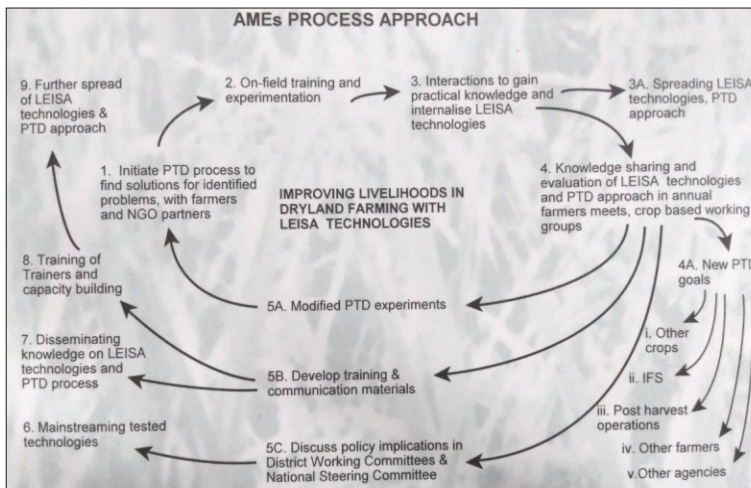 AMEs PROCESS APPROACH
9. Further spread
of LEISA
technologies &
PTD approach
2. On-field training and
experimentation
3. Interactions to gain
practical knowledge and
internalise LEISA
technologies
3A. Spreading LEISA
technologies, PTD
approach
1. Initiate PTD process to
find solutions for identified
problems, with farmers
and NGO partners
IMPROVING LIVELIHOODS IN
DRYLAND FARMING WITH
LEISA TECHNOLOGIES
4. Knowledge sharing and
evaluation of LEISA technologies
and PTD approach in annual
farmers meets, crop based working
groups
8. Training of
Trainers and
capacity building
5A. Modified PTD experiments
4A. New PTD
goals
7. Disseminating
knowledge on LEISA
technologies and
PTD process
5B. Develop training &
communication materials
i. Other
crops
ii. IFS
iii. Post harvest
operations
iv. Other farmers
v. Other agencies
6. Mainstreaming tested
technologies
5C. Discuss policy implications in
District Working Committees &
National Steering Committee